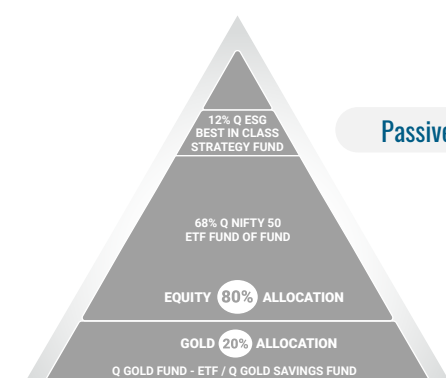 12% Q ESG
BEST IN CLASS
STRATEGY FUND
Passive
68% Q NIFTY 50
ETF FUND OF FUND
EQUITY 80% ALLOCATION
GOLD 20% ALLOCATION
Q GOLD FUND - ETF / Q GOLD SAVINGS FUND